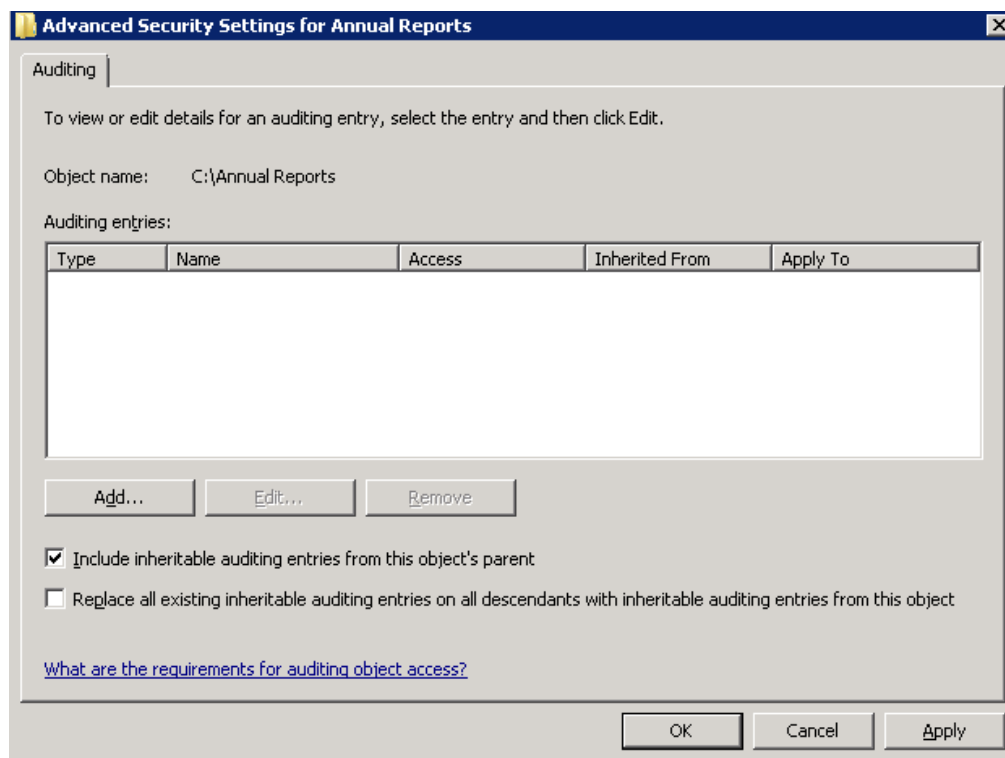 Advanced Security Settings for Annual Reports
Auditing
To view or edit details for an auditing entry, select the entry and then click Edit.
Object name: C:\Annual Reports
Auditing entries:
Type Name Access Inherited From Apply To
Add... Edit... Remove
Include inheritable auditing entries from this object's parent
Replace all existing inheritable auditing entries on all descendants with inheritable auditing entries from this object
What are the requirements for auditing object access?
OK Cancel Apply